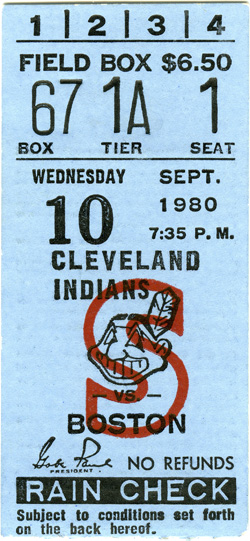 1 | 2 | 3 | 4
FIELD BOX $6.50
67 1A 1
BOX TIER SEAT
WEDNESDAY SEPT.
10 1980
7:35 P. M.
CLEVELAND
INDIANS
S
— VS. —
BOSTON
Gabe Paul NO REFUNDS
PRESIDENT
RAIN CHECK
Subject to conditions set forth
on the back hereof.